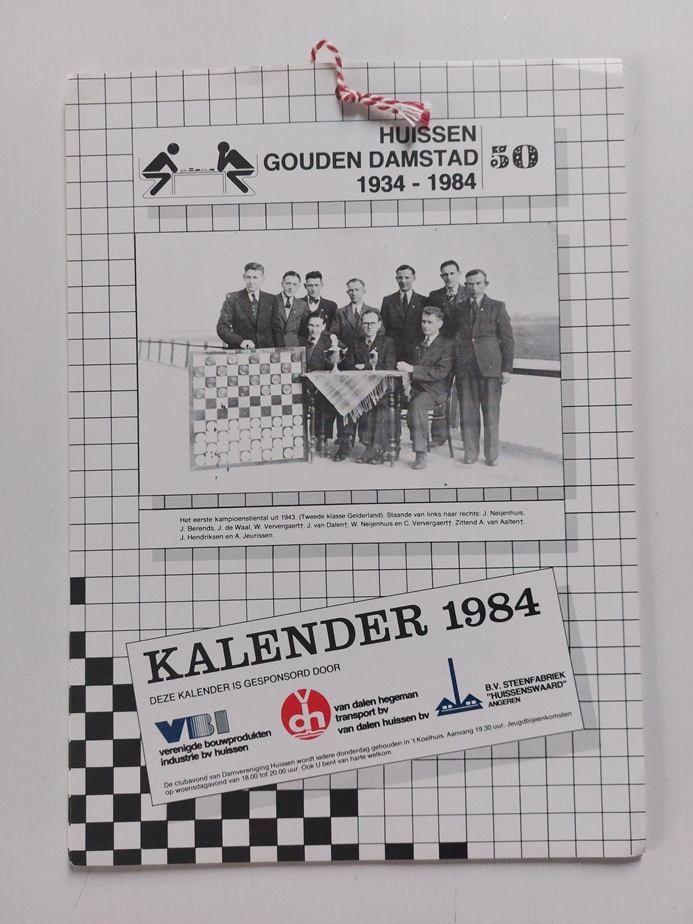 HUISSEN
GOUDEN DAMSTAD
1934 - 1984
50
Het eerste kampioenstiental uit 1943. (Tweede klasse Gelderland). Staande van links naar rechts: J. Neijenhuis,
J. Berends, J. de Waal, W. Ververgaert†, J. van Dalen†, W. Neijenhuis en C. Ververgaert†. Zittend A. van Aalten†,
J. Hendriksen en A. Jeurissen.
KALENDER 1984
DEZE KALENDER IS GESPONSORD DOOR
VBI
verenigde bouwprodukten
industrie bv huissen
vdh
van dalen hegeman
transport bv
van dalen huissen bv
B.V. STEENFABRIEK
"HUISSENSWAARD"
ANGEREN
De clubavond van Damvereniging Huissen wordt iedere donderdag gehouden in 't Koelhuis. Aanvang 19.30 uur. Jeugdbijeenkomsten
op woensdagavond van 18.00 tot 20.00 uur. Ook U bent van harte welkom.